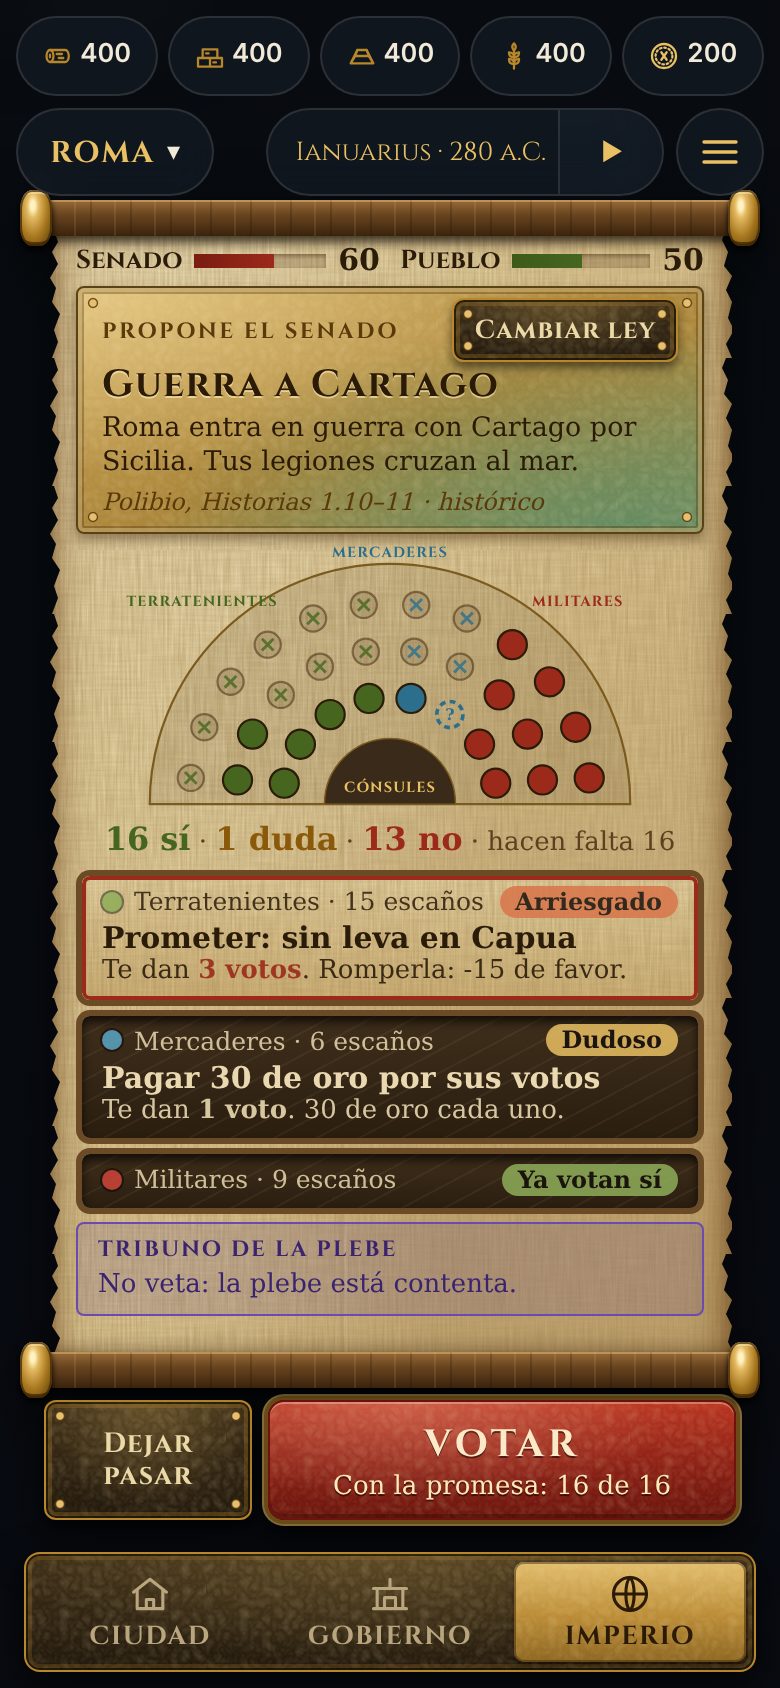 400 400 400 400 200
ROMA ▼ Ianuarius · 280 a.C.
Senado 60 Pueblo 50
PROPONE EL SENADO Cambiar ley
Guerra a Cartago
Roma entra en guerra con Cartago por
Sicilia. Tus legiones cruzan al mar.
Polibio, Historias 1.10–11 · histórico
MERCADERES
TERRATENIENTES MILITARES
?
CÓNSULES
16 sí · 1 duda · 13 no · hacen falta 16
Terratenientes · 15 escaños Arriesgado
Prometer: sin leva en Capua
Te dan 3 votos. Romperla: -15 de favor.
Mercaderes · 6 escaños Dudoso
Pagar 30 de oro por sus votos
Te dan 1 voto. 30 de oro cada uno.
Militares · 9 escaños Ya votan sí
TRIBUNO DE LA PLEBE
No veta: la plebe está contenta.
Dejar
pasar
VOTAR
Con la promesa: 16 de 16
CIUDAD GOBIERNO IMPERIO